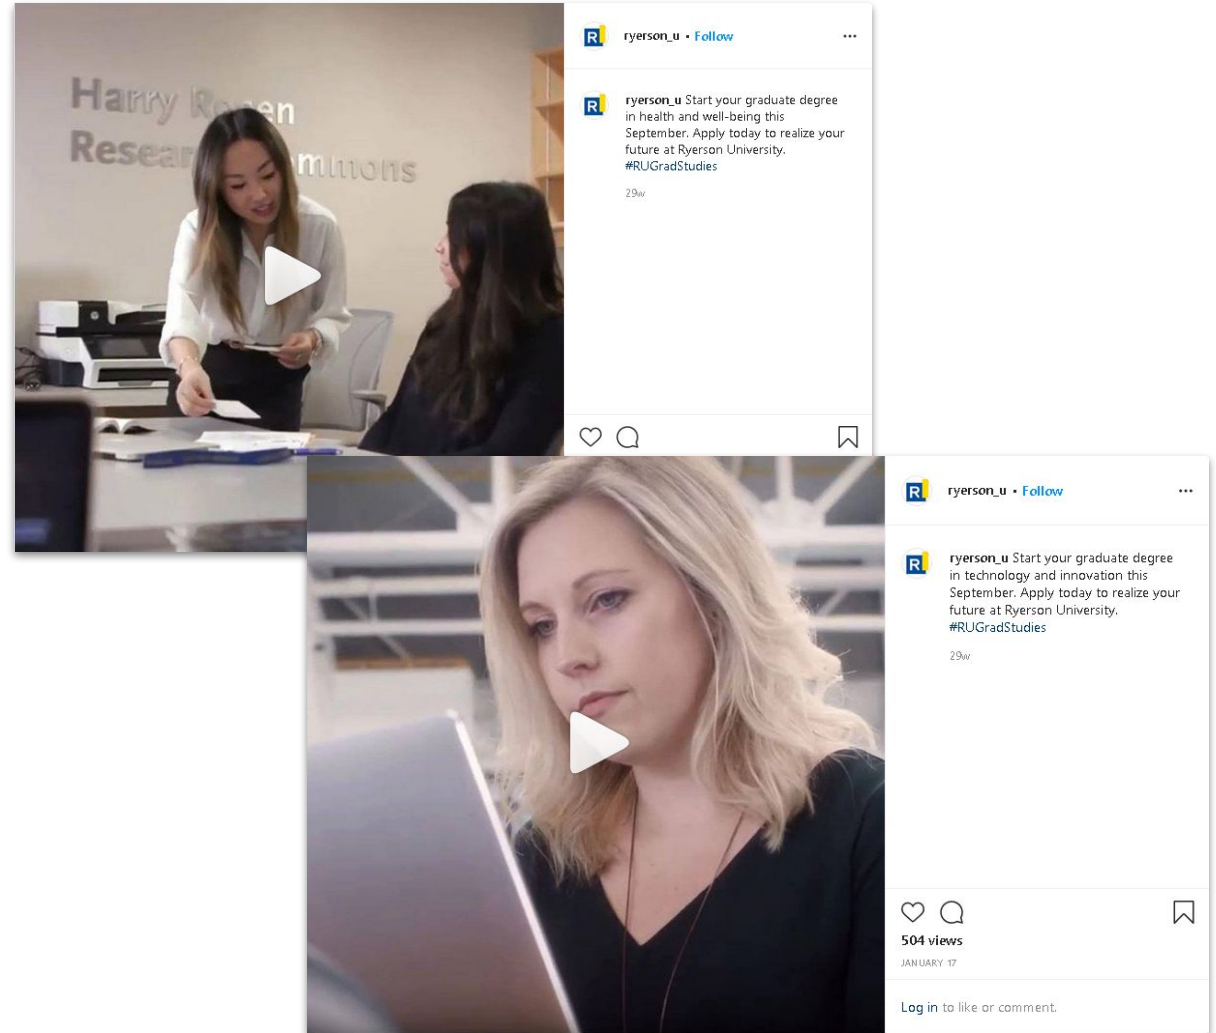 Harry Rosen
Research Commons
R
ryerson_u • Follow
R
ryerson_u Start your graduate degree
in health and well-being this
September. Apply today to realize your
future at Ryerson University.
#RUGradStudies
29w
R
ryerson_u • Follow
R
ryerson_u Start your graduate degree
in technology and innovation this
September. Apply today to realize your
future at Ryerson University.
#RUGradStudies
29w
504 views
JANUARY 17
Log in to like or comment.